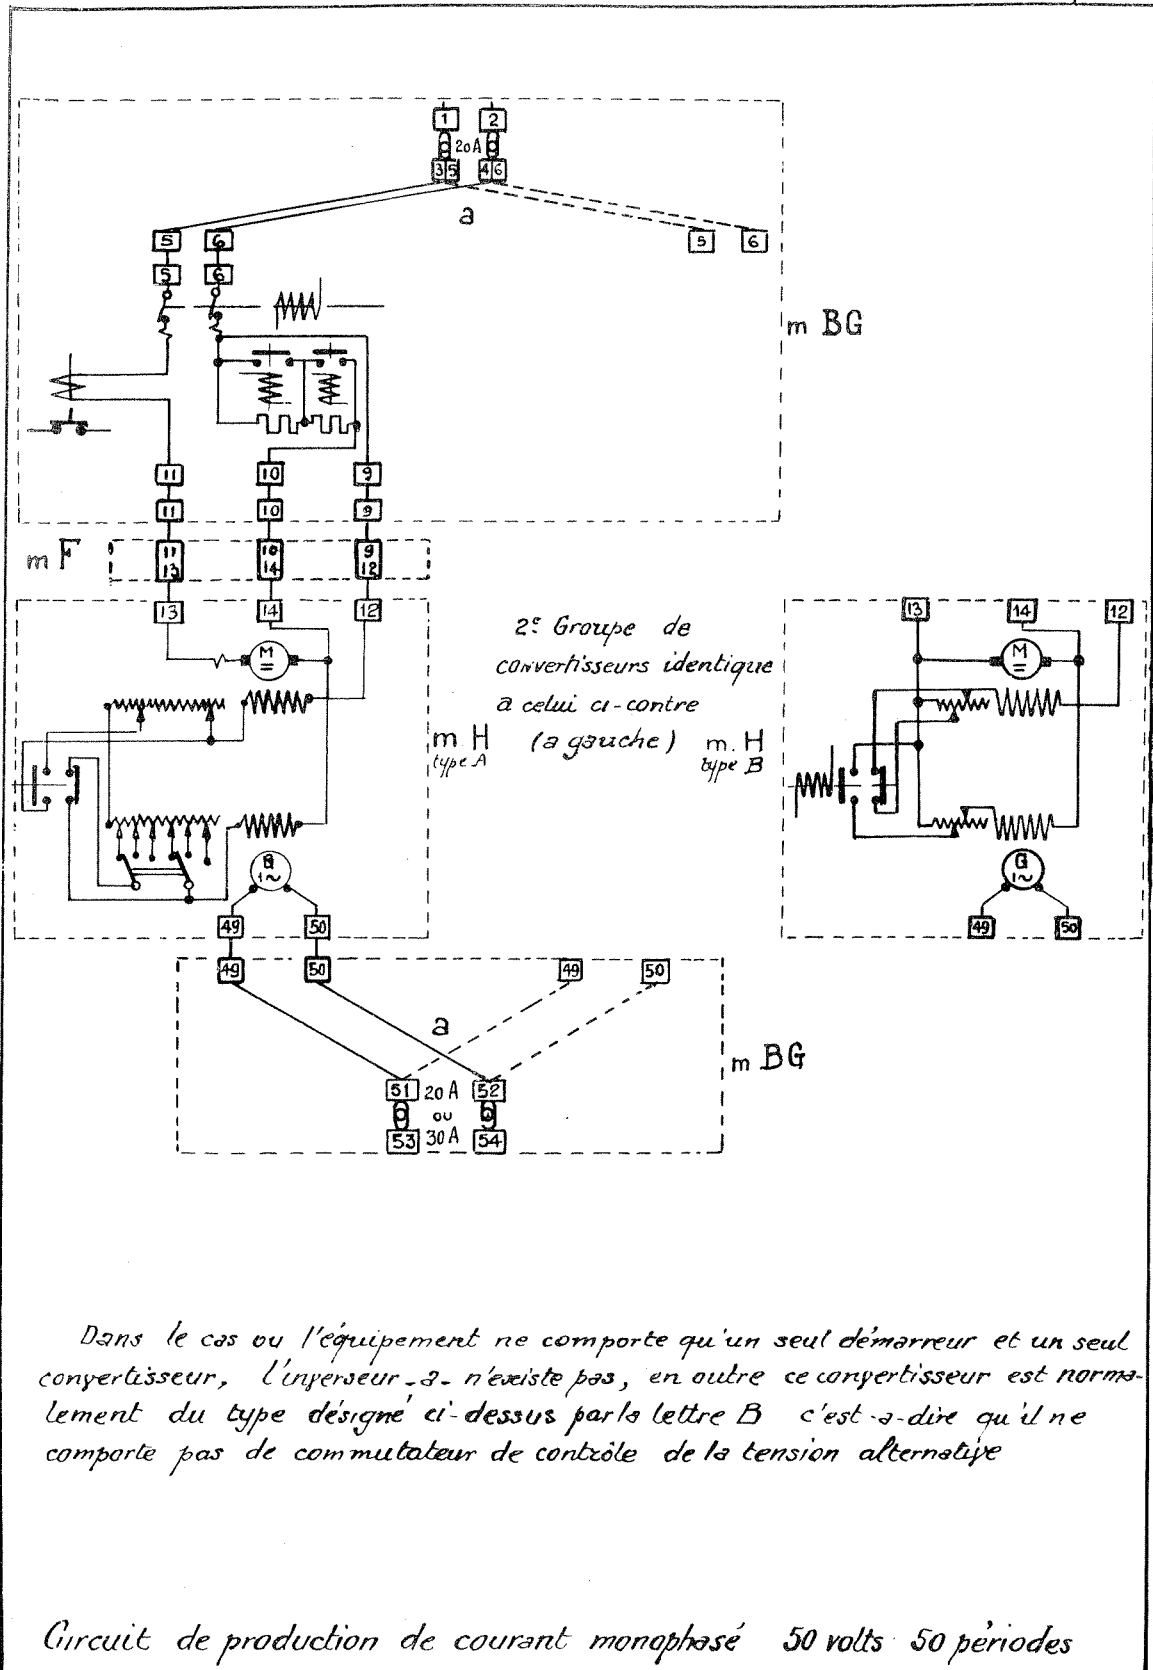 1 2
20A
3 5 4 6
a
5 6 5 6
5 6
m BG
11 10 9
11 10 9
m F
11 10 9
13 14 12
13 14 12
2e Groupe de
convertisseurs identique
a celui ci-contre
(a gauche)
M
=
m H
type A
G
1~
49 50
13 14 12
M
=
m. H
type B
G
1~
49 50
49 50 49 50
a
m BG
51 20A 52
ou
53 30A 54
Dans le cas ou l'équipement ne comporte qu'un seul démarreur et un seul
convertisseur, l'inverseur -a- n'existe pas, en outre ce convertisseur est norma-
lement du type désigné ci-dessus par la lettre B c'est-a-dire qu'il ne
comporte pas de commutateur de contrôle de la tension alternative
Circuit de production de courant monophasé 50 volts 50 périodes